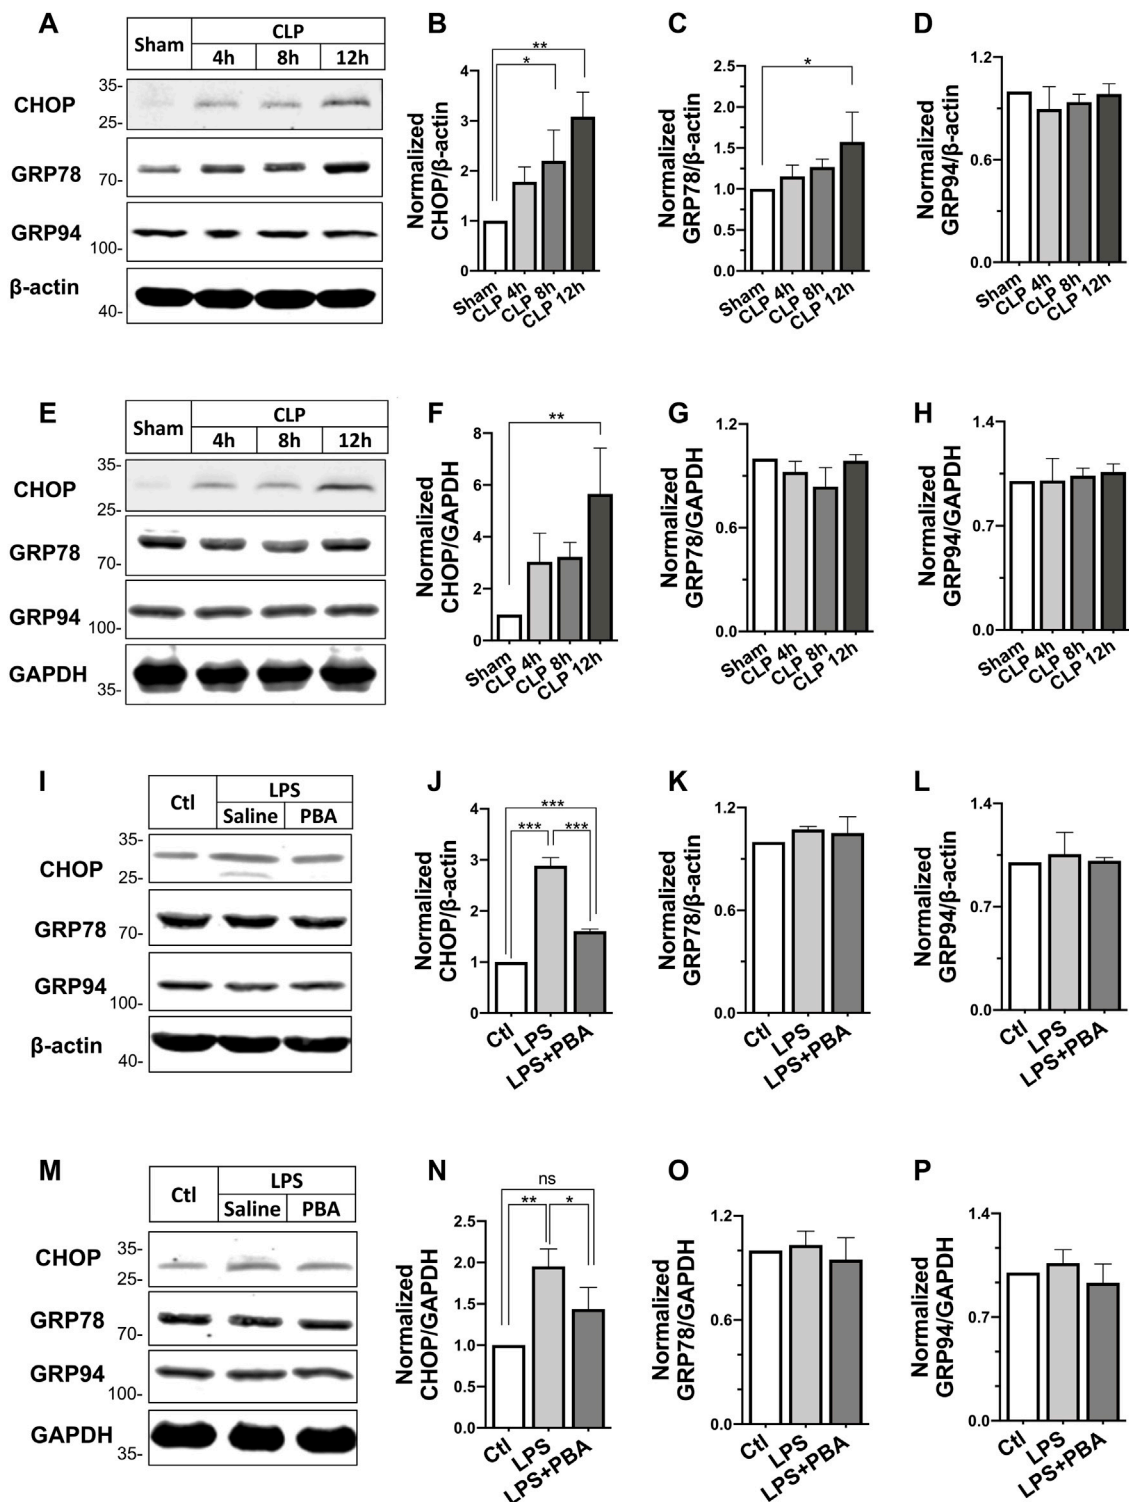 A
Sham CLP
4h 8h 12h
CHOP 35- 25-
GRP78 70-
GRP94 100-
β-actin 40-
B
Normalized
CHOP/β-actin
4
3
2
1
0
**
*
Sham CLP 4h CLP 8h CLP 12h
C
Normalized
GRP78/β-actin
2.5
2.0
1.5
1.0
0.5
0.0
*
Sham CLP 4h CLP 8h CLP 12h
D
Normalized
GRP94/β-actin
1.2
0.6
0.0
Sham CLP 4h CLP 8h CLP 12h
E
Sham CLP
4h 8h 12h
CHOP 35- 25-
GRP78 70-
GRP94 100-
GAPDH 35-
F
Normalized
CHOP/GAPDH
8
6
4
2
0
**
Sham CLP 4h CLP 8h CLP 12h
G
Normalized
GRP78/GAPDH
1.2
0.6
0.0
Sham CLP 4h CLP 8h CLP 12h
H
Normalized
GRP94/GAPDH
1.4
0.7
0.0
Sham CLP 4h CLP 8h CLP 12h
I
Ctl LPS
Saline PBA
CHOP 35- 25-
GRP78 70-
GRP94 100-
β-actin 40-
J
Normalized
CHOP/β-actin
4
3
2
1
0
***
*** ***
Ctl LPS LPS+PBA
K
Normalized
GRP78/β-actin
1.2
0.6
0.0
Ctl LPS LPS+PBA
L
Normalized
GRP94/β-actin
1.4
0.7
0.0
Ctl LPS LPS+PBA
M
Ctl LPS
Saline PBA
CHOP 35- 25-
GRP78 70-
GRP94 100-
GAPDH 35-
N
Normalized
CHOP/GAPDH
2.5
2.0
1.5
1.0
0.5
0.0
ns
** *
Ctl LPS LPS+PBA
O
Normalized
GRP78/GAPDH
1.2
0.6
0.0
Ctl LPS LPS+PBA
P
Normalized
GRP94/GAPDH
1.4
0.7
0.0
Ctl LPS LPS+PBA